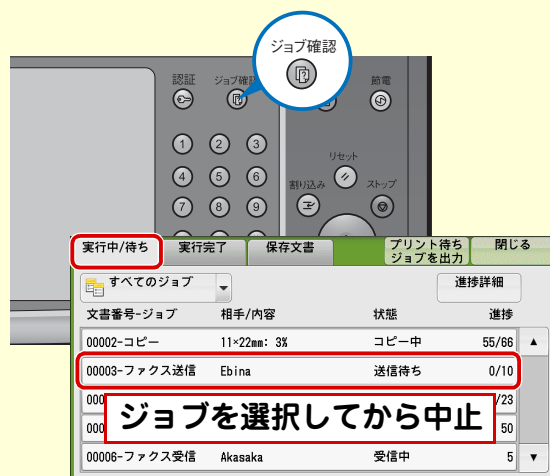 ジョブ確認
認証
ジョブ確
節電
1 2 3
4 5 6
7 8 9
リセット
割り込み
ストップ
実行中/待ち
実行完了
保存文書
プリント待ち
ジョブを出力
閉じる
すべてのジョブ
進捗詳細
文書番号-ジョブ 相手/内容 状態 進捗
00002-コピー 11×22mm: 3% コピー中 55/66
00003-ファクス送信 Ebina 送信待ち 0/10
000 /23
000 50
ジョブを選択してから中止
00006-ファクス受信 Akasaka 受信中 5